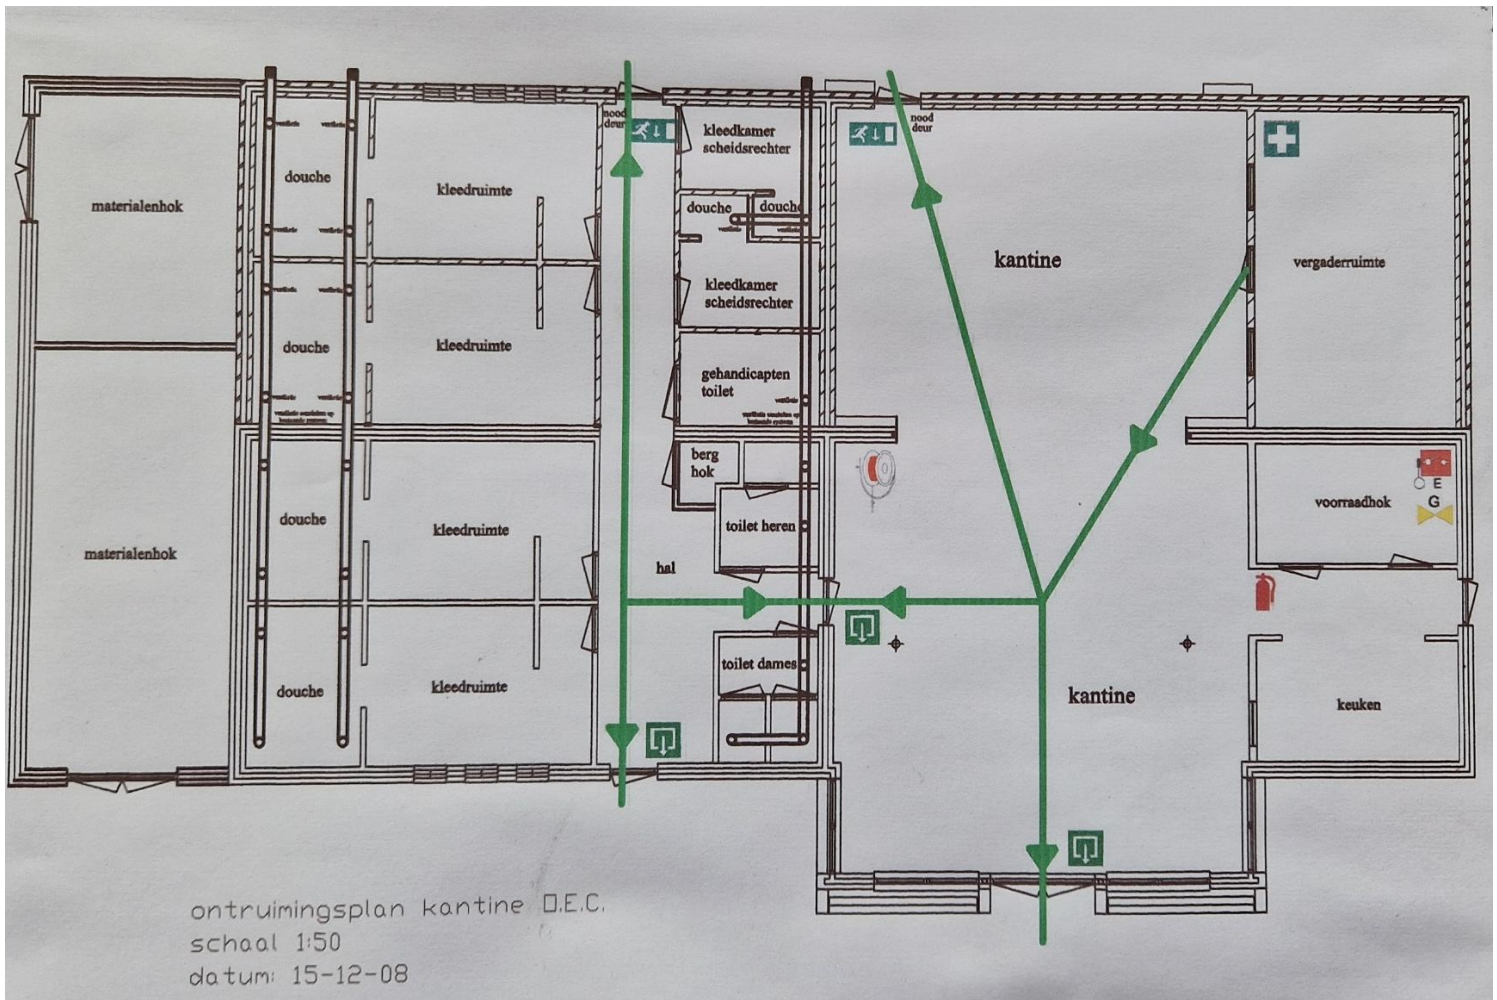 nood
deur
nood
deur
kleedkamer
scheidsrechter
douche
kleedruimte
materialenhok
douche
douche
kantine
vergaderruimte
kleedkamer
scheidsrechter
douche
kleedruimte
gehandicapten
toilet
berg
hok
E
G
voorraadhok
douche
kleedruimte
toilet heren
materialenhok
hal
toilet dames
douche
kleedruimte
kantine
keuken
ontruimingsplan kantine O.E.C.
schaal 1:50
datum: 15-12-08